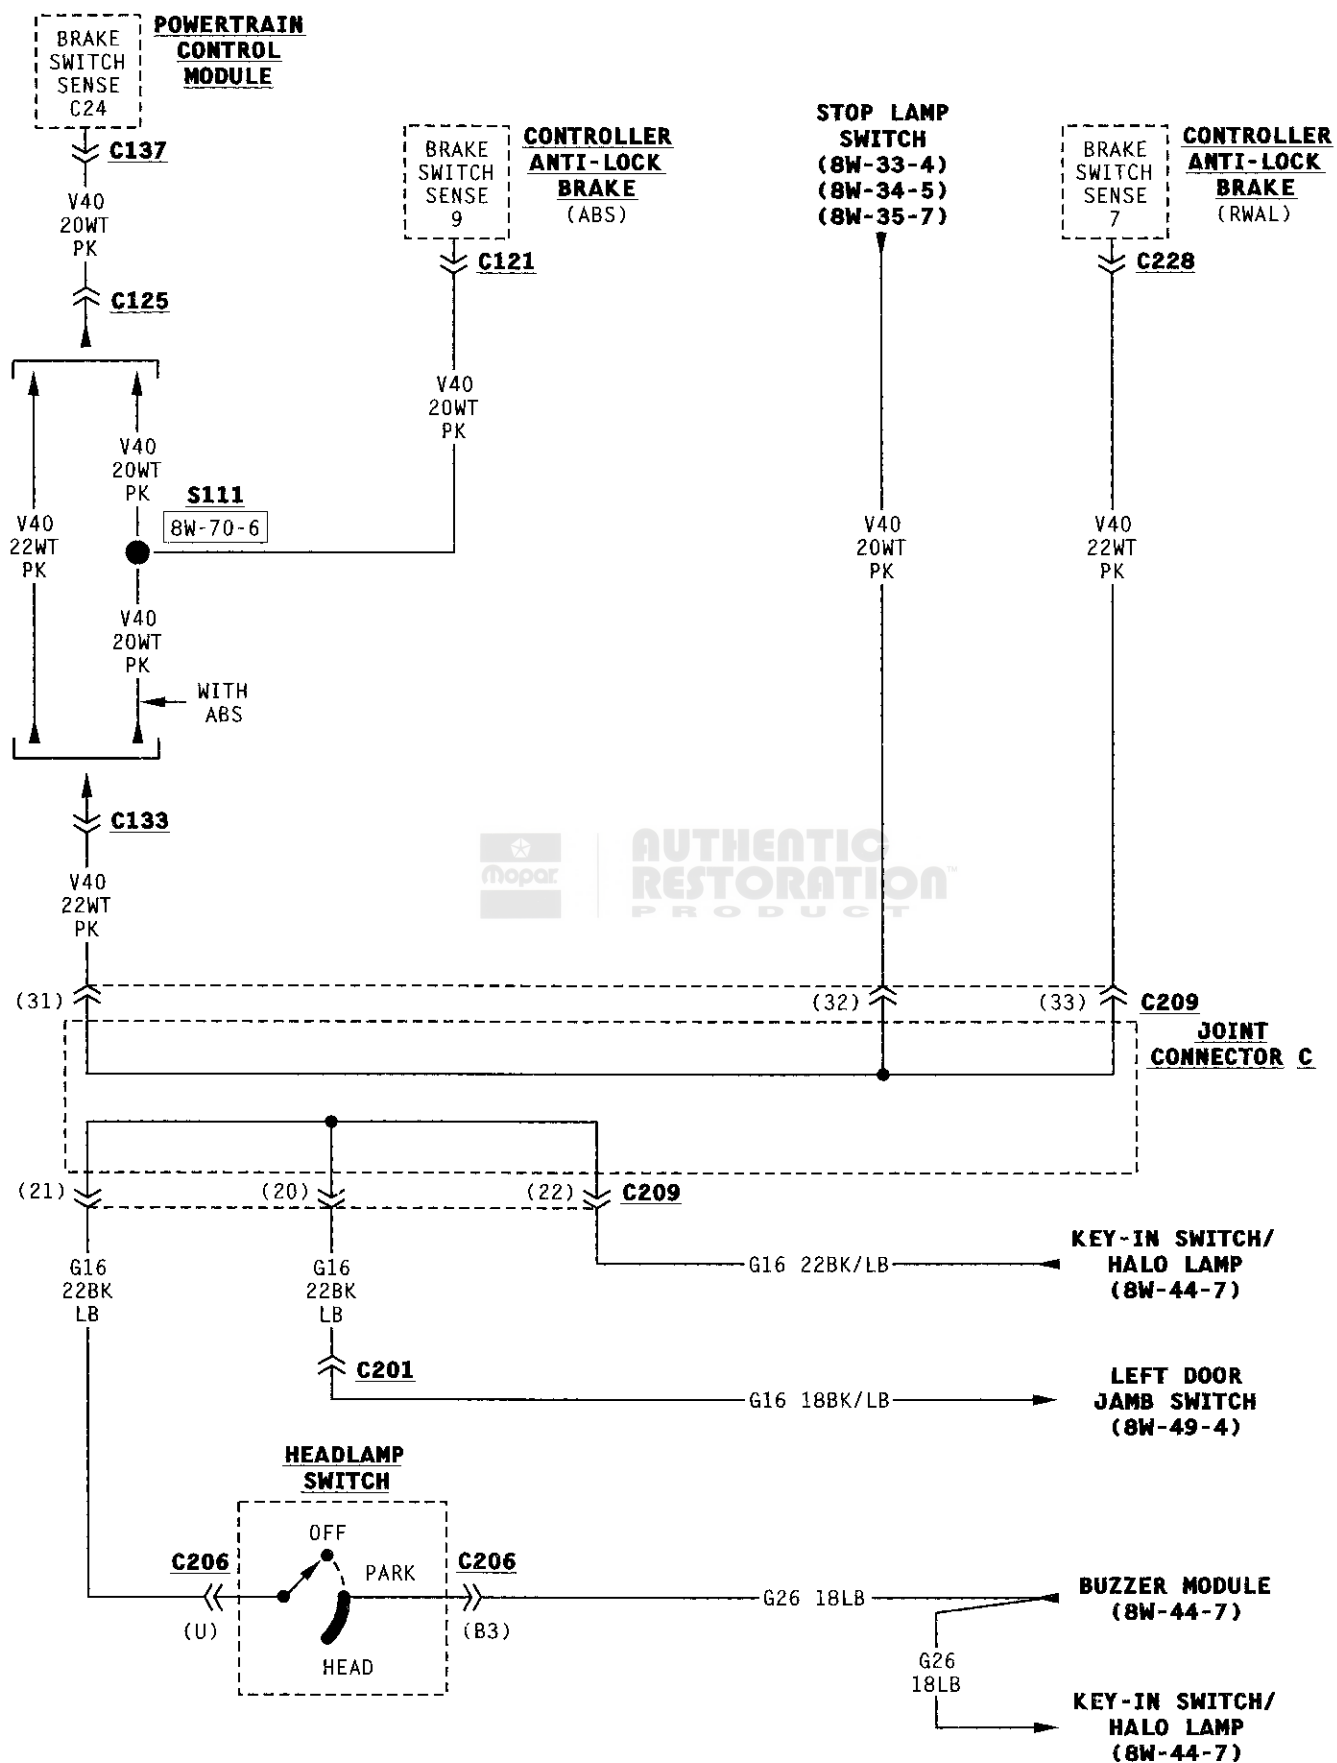 POWERTRAIN
CONTROL
MODULE
BRAKE
SWITCH
SENSE
C24
C137
V40
20WT
PK
C125
BRAKE
SWITCH
SENSE
9
CONTROLLER
ANTI-LOCK
BRAKE
(ABS)
C121
STOP LAMP
SWITCH
(8W-33-4)
(8W-34-5)
(8W-35-7)
BRAKE
SWITCH
SENSE
7
CONTROLLER
ANTI-LOCK
BRAKE
(RWAL)
C228
V40
20WT
PK
V40
20WT
PK
S111
8W-70-6
V40
22WT
PK
V40
20WT
PK
V40
22WT
PK
V40
20WT
PK
WITH
ABS
C133
Mopar.
AUTHENTIC
RESTORATION™
PRODUCT
V40
22WT
PK
(31)
(32)
(33)
C209
JOINT
CONNECTOR C
(21)
(20)
(22)
C209
G16
22BK
LB
G16
22BK
LB
G16 22BK/LB
KEY-IN SWITCH/
HALO LAMP
(8W-44-7)
C201
G16 18BK/LB
LEFT DOOR
JAMB SWITCH
(8W-49-4)
HEADLAMP
SWITCH
OFF
PARK
HEAD
C206
(U)
C206
(B3)
G26 18LB
BUZZER MODULE
(8W-44-7)
G26
18LB
KEY-IN SWITCH/
HALO LAMP
(8W-44-7)